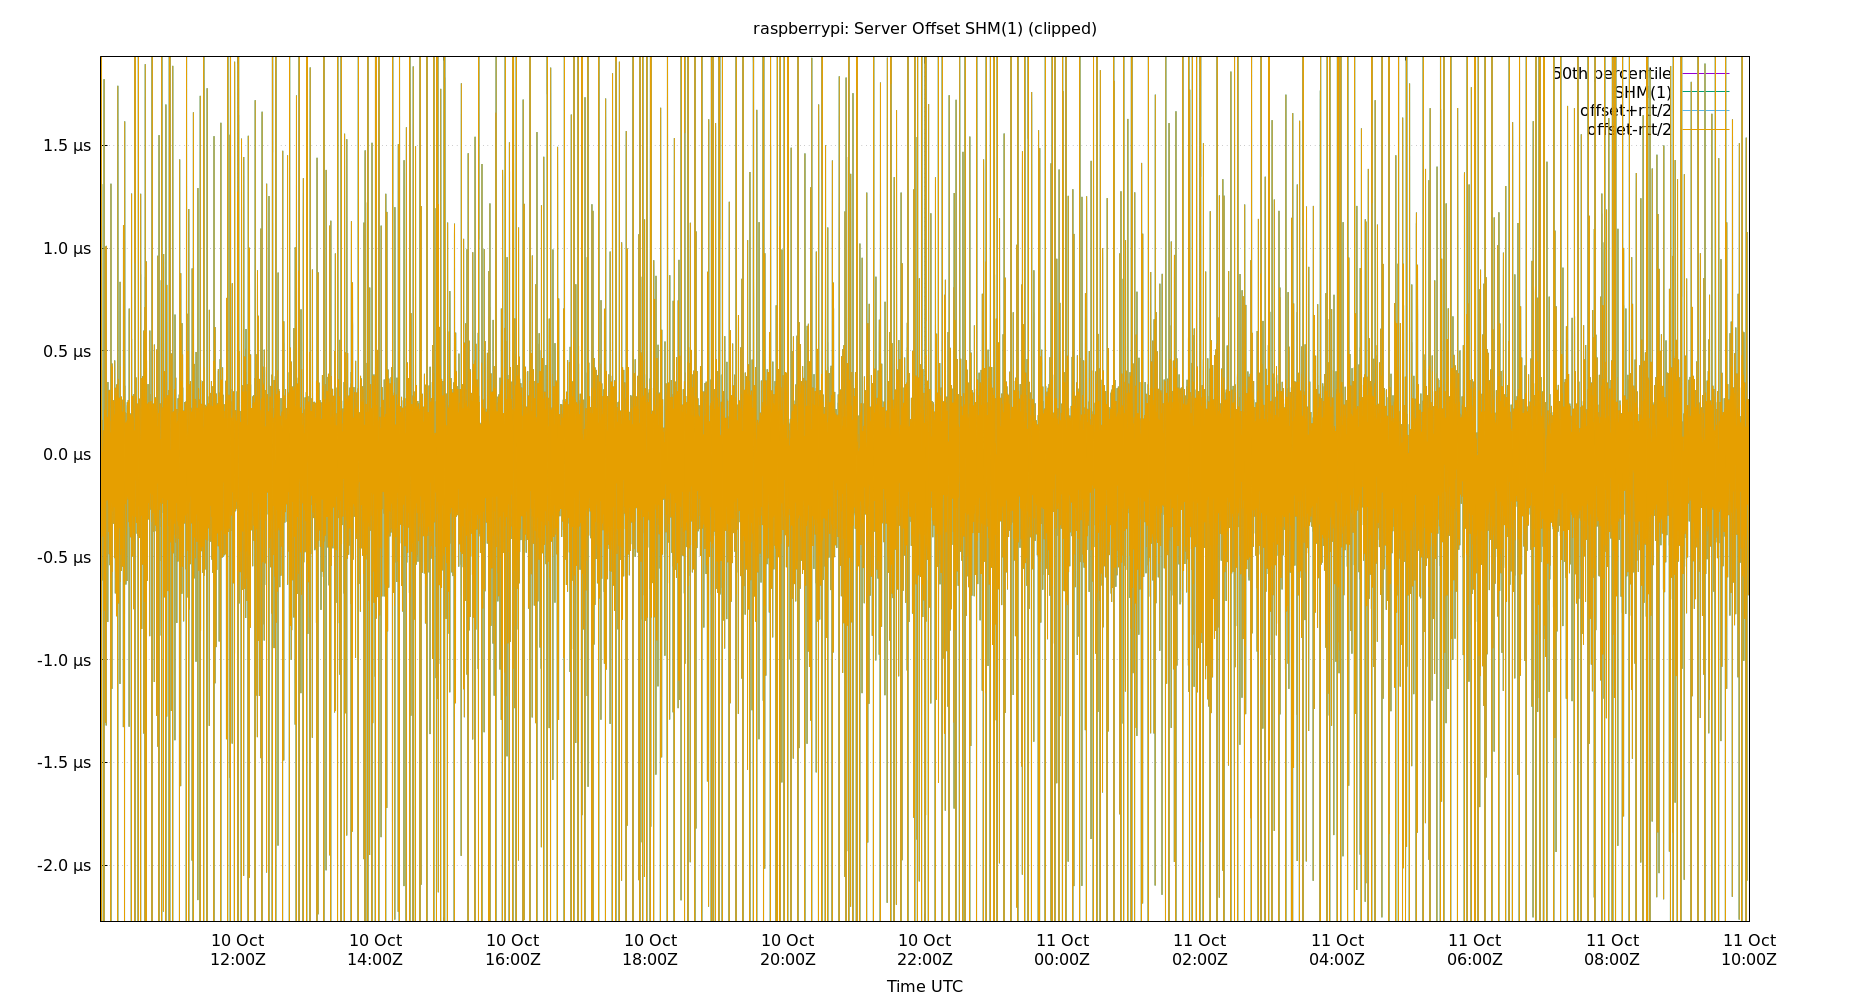 raspberrypi: Server Offset SHM(1) (clipped)
50th percentile
SHM(1)
offset+rtt/2
offset-rtt/2
1.5 µs
1.0 µs
0.5 µs
0.0 µs
-0.5 µs
-1.0 µs
-1.5 µs
-2.0 µs
10 Oct 10 Oct 10 Oct 10 Oct 10 Oct 10 Oct 11 Oct 11 Oct 11 Oct 11 Oct 11 Oct 11 Oct
12:00Z 14:00Z 16:00Z 18:00Z 20:00Z 22:00Z 00:00Z 02:00Z 04:00Z 06:00Z 08:00Z 10:00Z
Time UTC